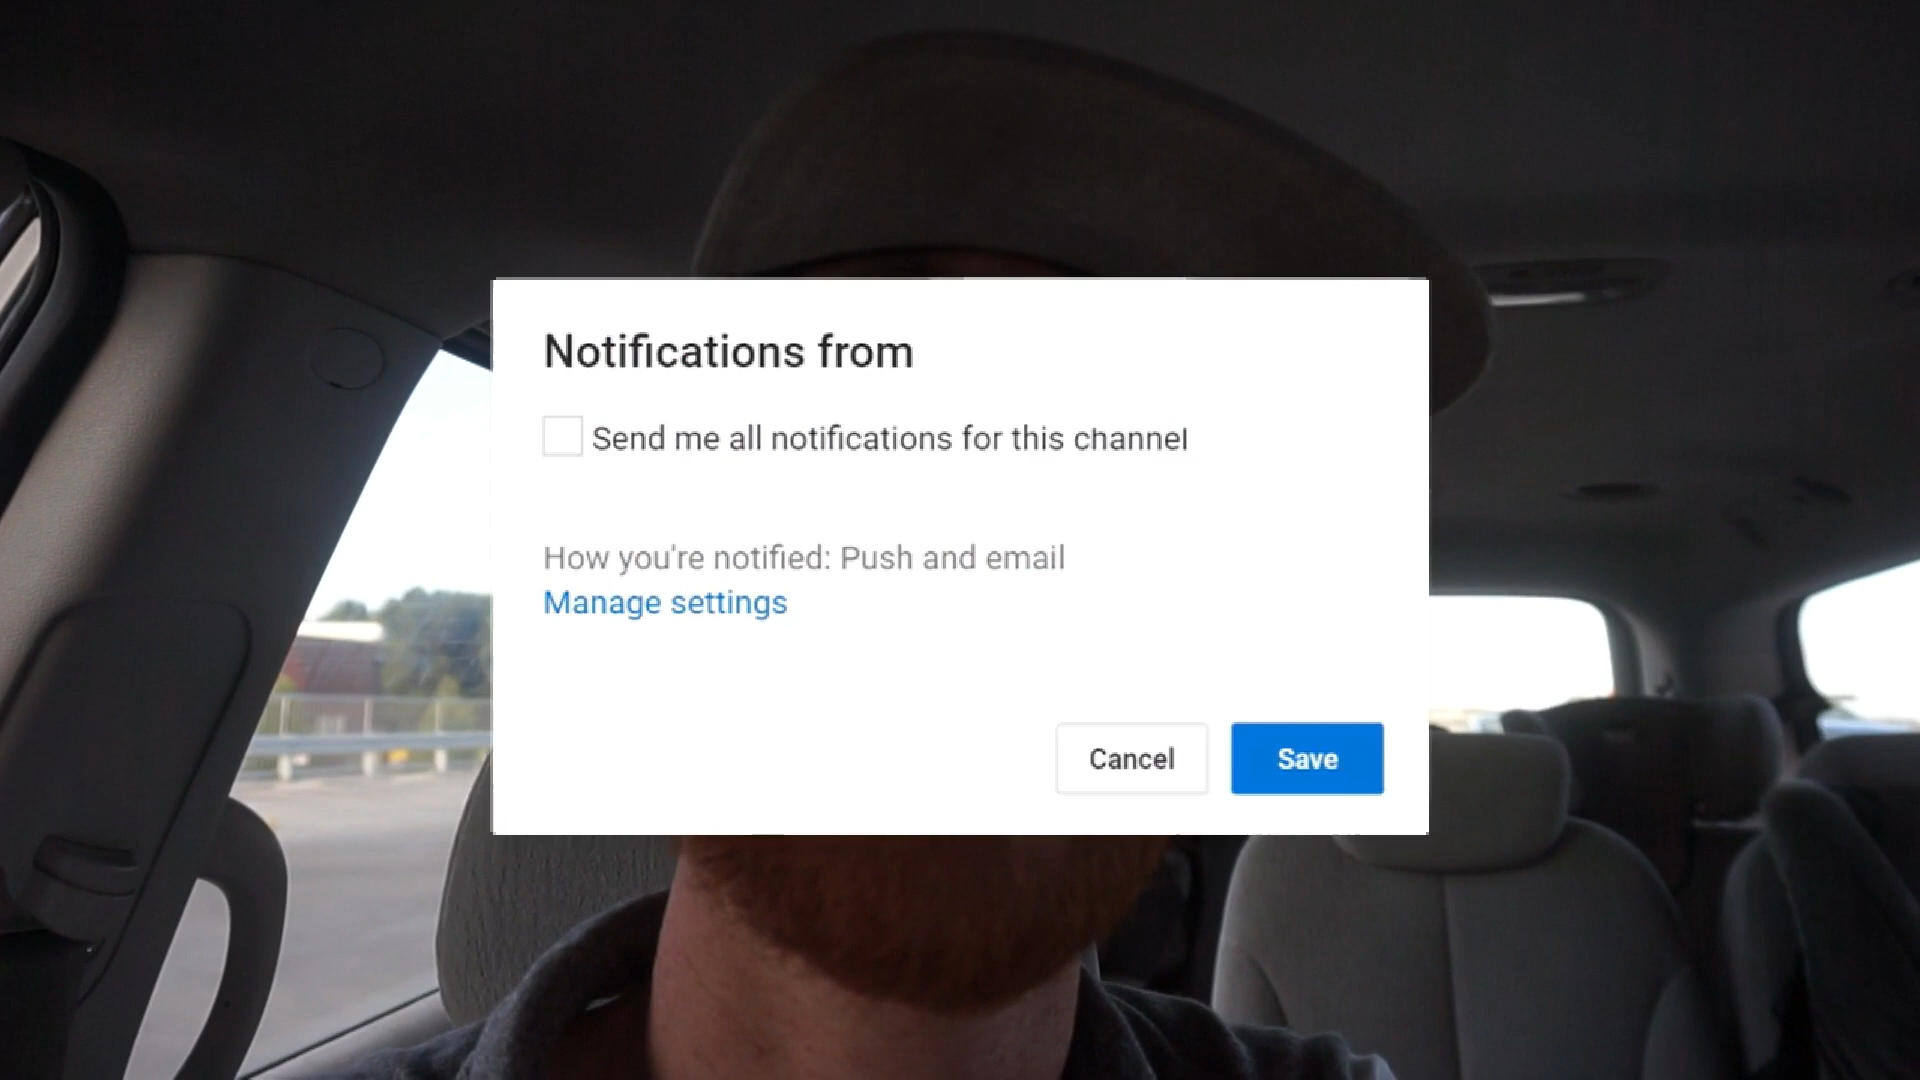 Notifications from
Send me all notifications for this channel
How you're notified: Push and email
Manage settings
Cancel
Save